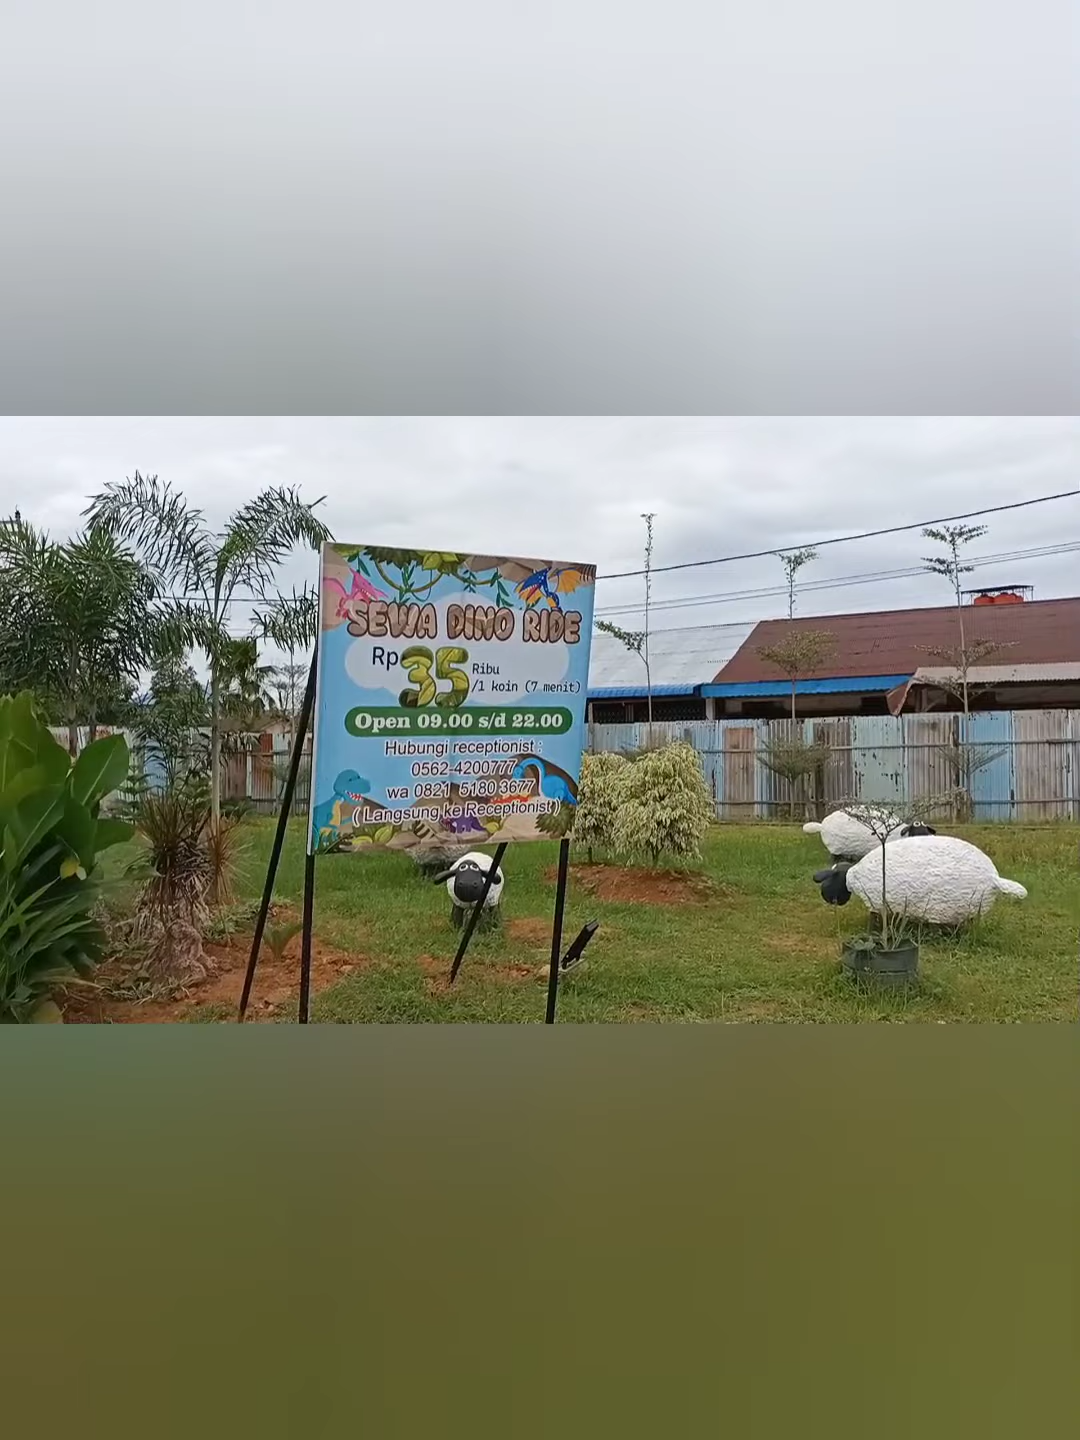 SEWA DINO RIDE
Rp 35 Ribu
/1 koin (7 menit)
Open 09.00 s/d 22.00
Hubungi receptionist :
0562-4200777
wa 0821 5180 3677
( Langsung ke Receptionist )